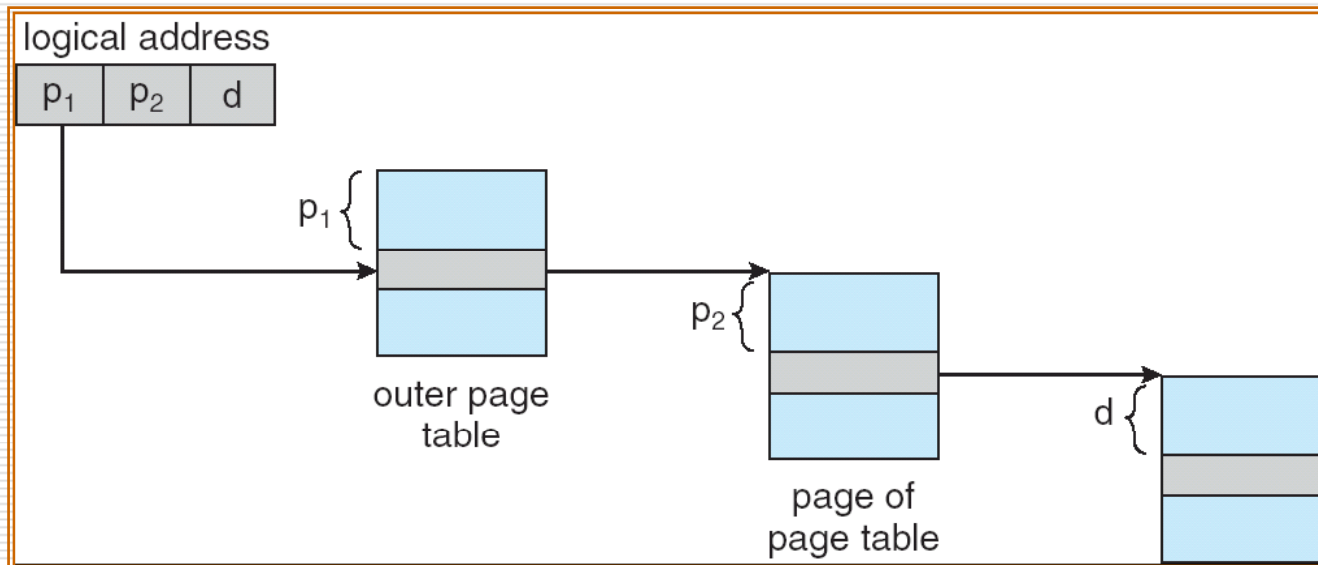 logical address
p₁ p₂ d
p₁
outer page
table
p₂
page of
page table
d